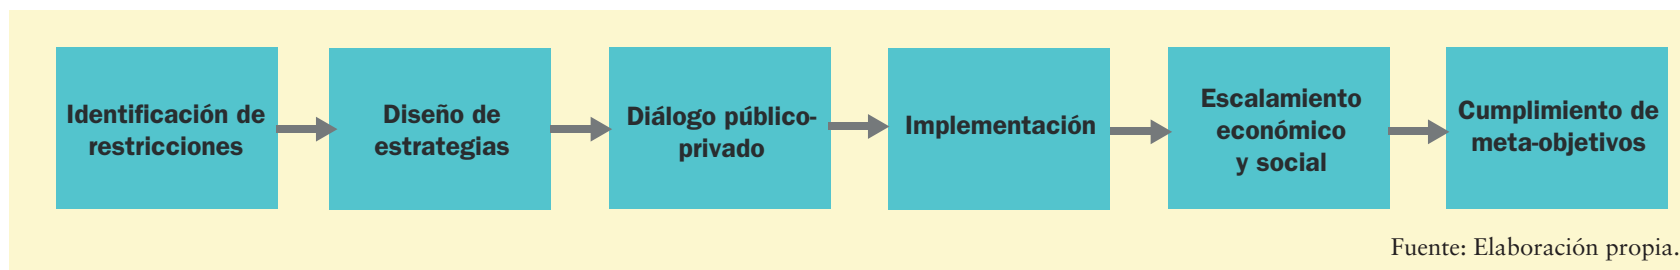 Identificación de
restricciones
Diseño de
estrategias
Diálogo público-
privado
Implementación
Escalamiento
económico
y social
Cumplimiento de
meta-objetivos
Fuente: Elaboración propia.